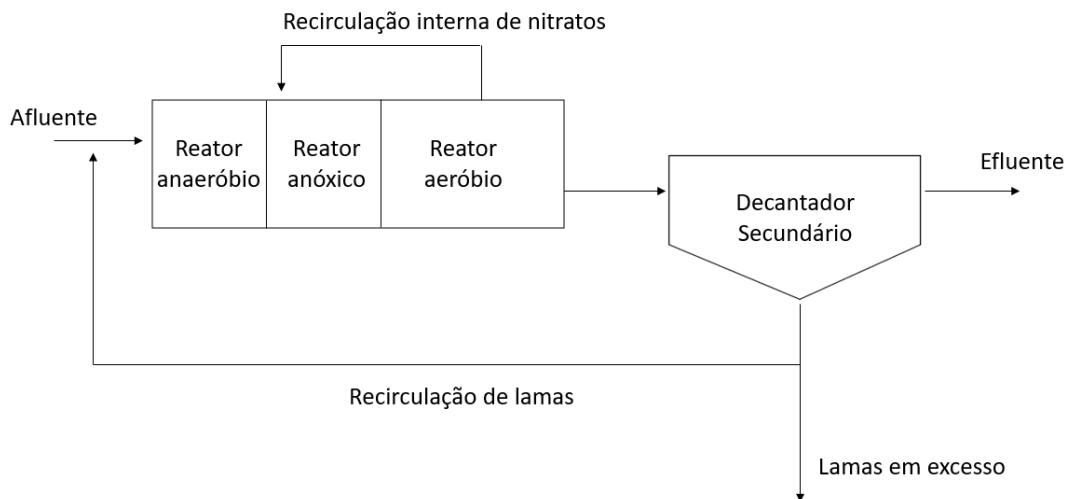 Recirculação interna de nitratos
Afluente
Reator
anaeróbio
Reator
anóxico
Reator
aeróbio
Decantador
Secundário
Efluente
Recirculação de lamas
Lamas em excesso